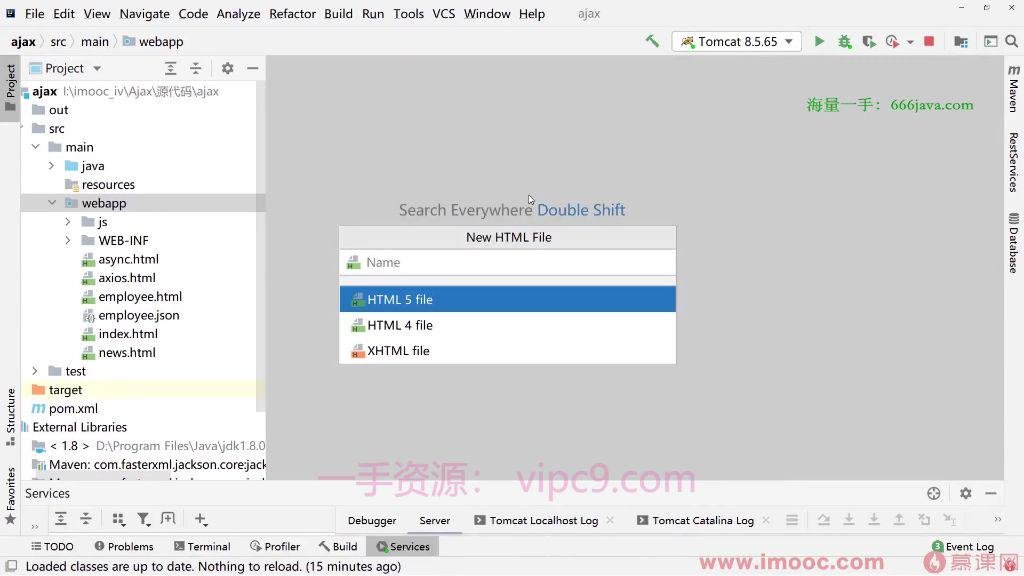 File Edit View Navigate Code Analyze Refactor Build Run Tools VCS Window Help ajax
ajax src main webapp Tomcat 8.5.65
Project
海量一手：666java.com
ajax I:\imooc_iv\Ajax\源代码\ajax
out
src
main
java
resources
webapp
js
WEB-INF
async.html
axios.html
employee.html
employee.json
index.html
news.html
test
target
pom.xml
External Libraries
< 1.8 > D:\Program Files\Java\jdk1.8.0
Maven: com.fasterxml.jackson.core:jack
Search Everywhere Double Shift
New HTML File
Name
HTML 5 file
HTML 4 file
XHTML file
Project
Structure
Favorites
Maven
RestServices
Database
一手资源： vipc9.com
Services
Debugger Server Tomcat Localhost Log Tomcat Catalina Log
TODO Problems Terminal Profiler Build Services 3 Event Log
Loaded classes are up to date. Nothing to reload. (15 minutes ago)
www.imooc.com 慕课网